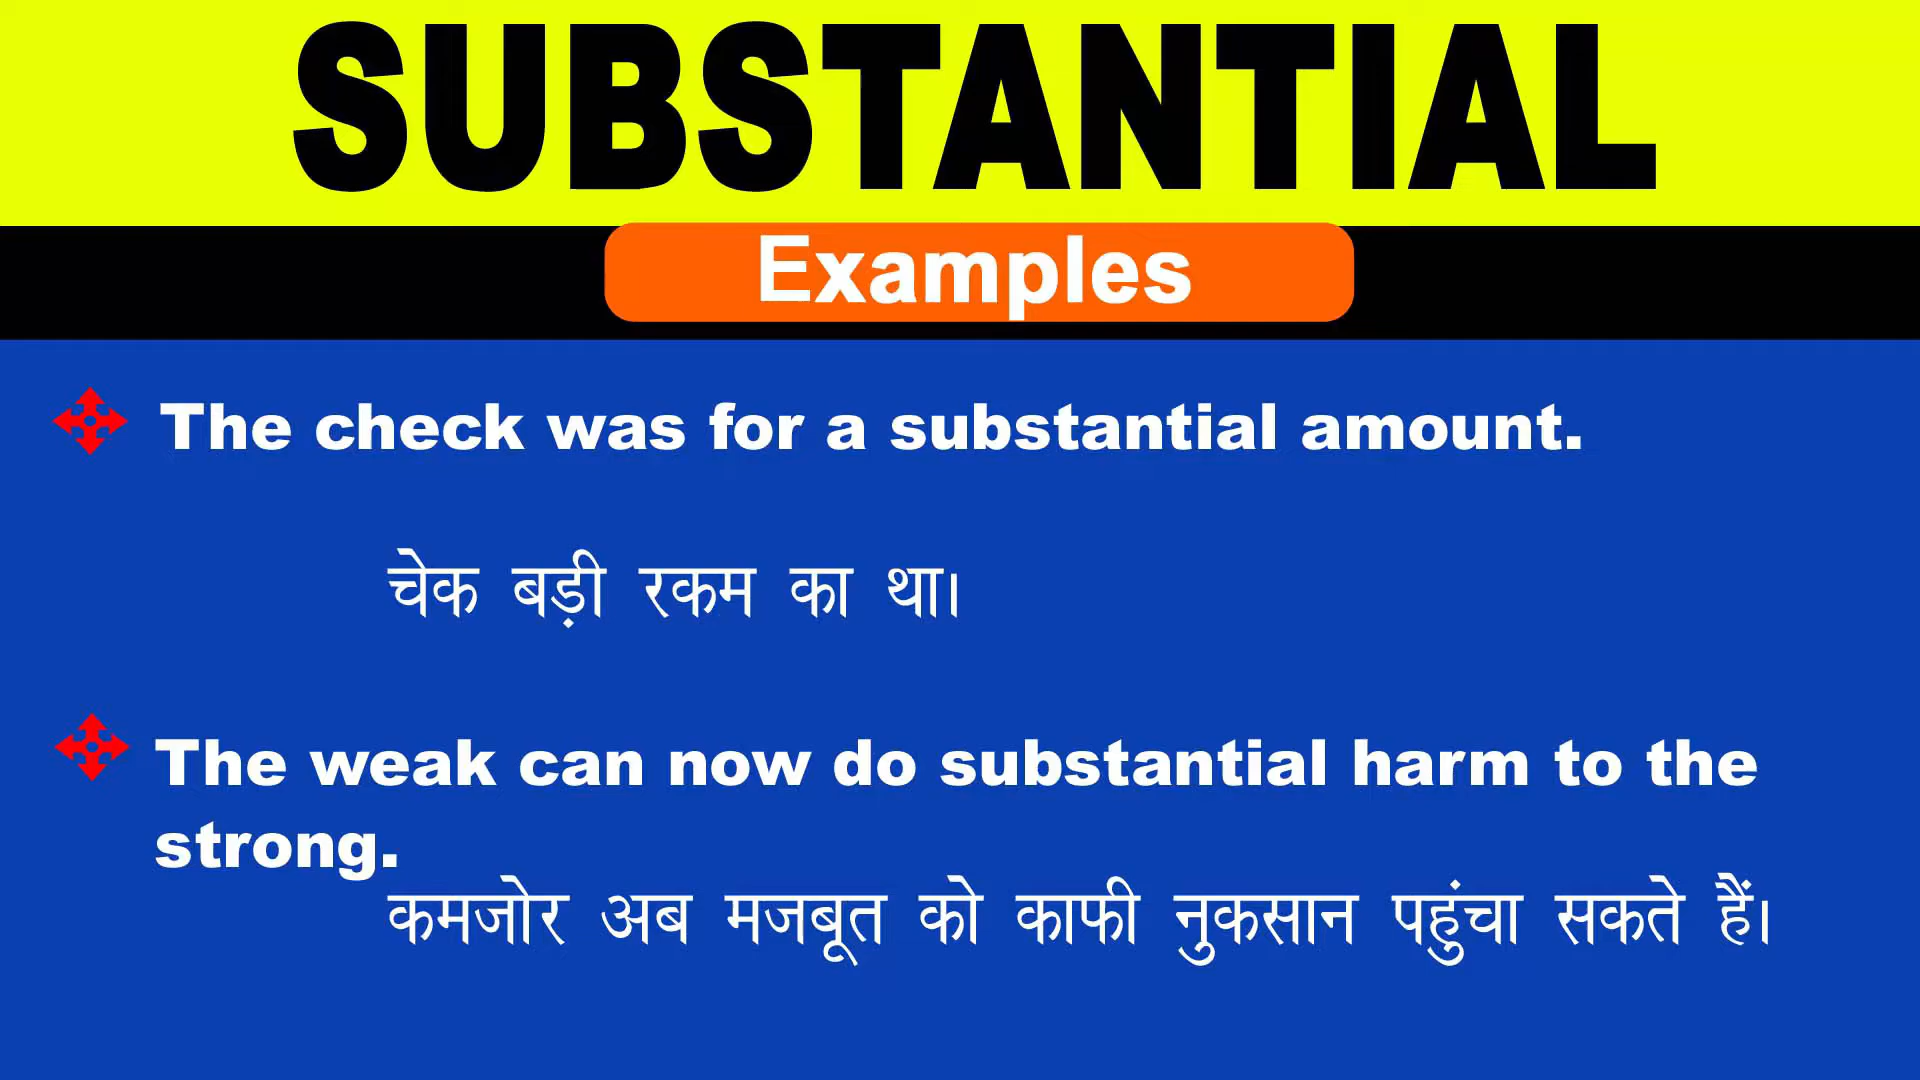 SUBSTANTIAL
Examples
The check was for a substantial amount.
चेक बड़ी रकम का था।
The weak can now do substantial harm to the
strong.
कमजोर अब मजबूत को काफी नुकसान पहुंचा सकते हैं।